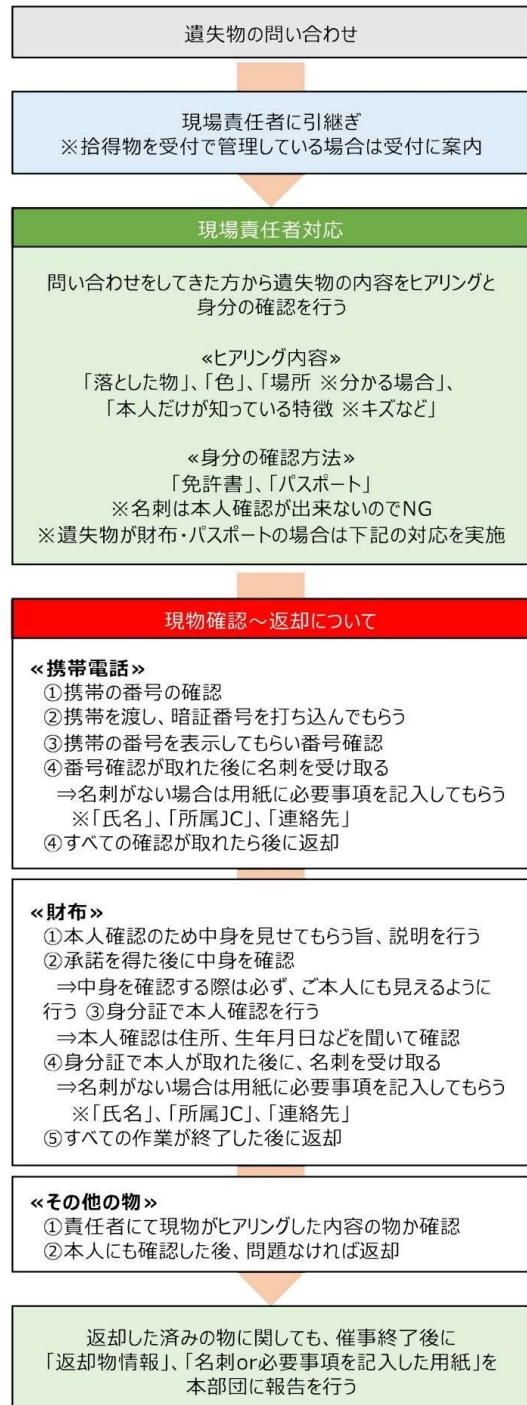 遺失物の問い合わせ
現場責任者に引継ぎ
※拾得物を受付で管理している場合は受付に案内
現場責任者対応
問い合わせをしてきた方から遺失物の内容をヒアリングと
身分の確認を行う
«ヒアリング内容»
「落とした物」、「色」、「場所 ※分かる場合」、
「本人だけが知っている特徴 ※キズなど」
«身分の確認方法»
「免許書」、「パスポート」
※名刺は本人確認が出来ないのでNG
※遺失物が財布・パスポートの場合は下記の対応を実施
現物確認～返却について
«携帯電話»
①携帯の番号の確認
②携帯を渡し、暗証番号を打ち込んでもらう
③携帯の番号を表示してもらい番号確認
④番号確認が取れた後に名刺を受け取る
⇒名刺がない場合は用紙に必要事項を記入してもらう
※「氏名」、「所属JC」、「連絡先」
④すべての確認が取れたら後に返却
«財布»
①本人確認のため中身を見せてもらう旨、説明を行う
②承諾を得た後に中身を確認
⇒中身を確認する際は必ず、ご本人にも見えるように
行う ③身分証で本人確認を行う
⇒本人確認は住所、生年月日などを聞いて確認
④身分証で本人が取れた後に、名刺を受け取る
⇒名刺がない場合は用紙に必要事項を記入してもらう
※「氏名」、「所属JC」、「連絡先」
⑤すべての作業が終了した後に返却
«その他の物»
①責任者にて現物がヒアリングした内容の物か確認
②本人にも確認した後、問題なければ返却
返却した済みの物に関しても、催事終了後に
「返却物情報」、「名刺or必要事項を記入した用紙」を
本部団に報告を行う